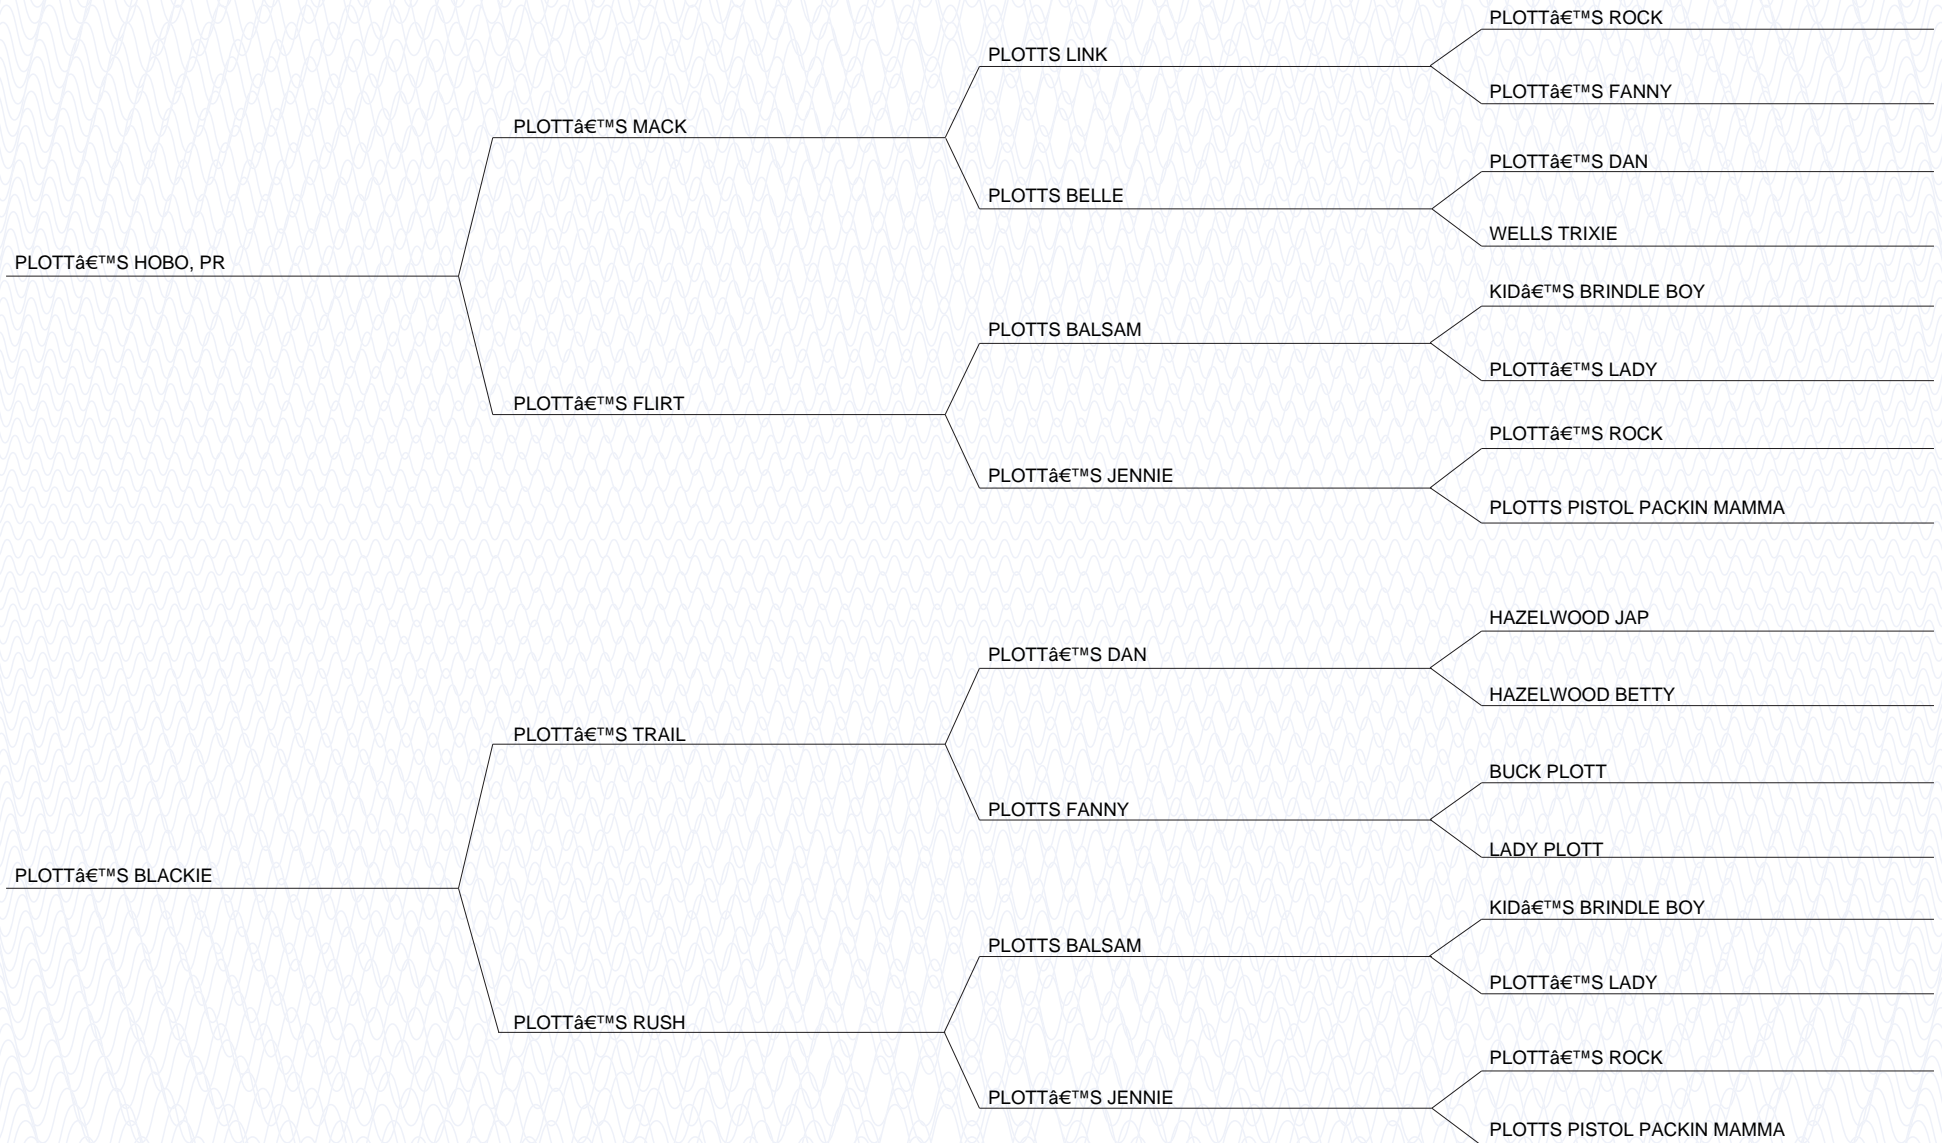 PLOTTâ€™S ROCK
PLOTTS LINK
PLOTTâ€™S FANNY
PLOTTâ€™S MACK
PLOTTâ€™S DAN
PLOTTS BELLE
WELLS TRIXIE
PLOTTâ€™S HOBO, PR
KIDâ€™S BRINDLE BOY
PLOTTS BALSAM
PLOTTâ€™S LADY
PLOTTâ€™S FLIRT
PLOTTâ€™S ROCK
PLOTTâ€™S JENNIE
PLOTTS PISTOL PACKIN MAMMA
HAZELWOOD JAP
PLOTTâ€™S DAN
HAZELWOOD BETTY
PLOTTâ€™S TRAIL
BUCK PLOTT
PLOTTS FANNY
LADY PLOTT
PLOTTâ€™S BLACKIE
KIDâ€™S BRINDLE BOY
PLOTTS BALSAM
PLOTTâ€™S LADY
PLOTTâ€™S RUSH
PLOTTâ€™S ROCK
PLOTTâ€™S JENNIE
PLOTTS PISTOL PACKIN MAMMA